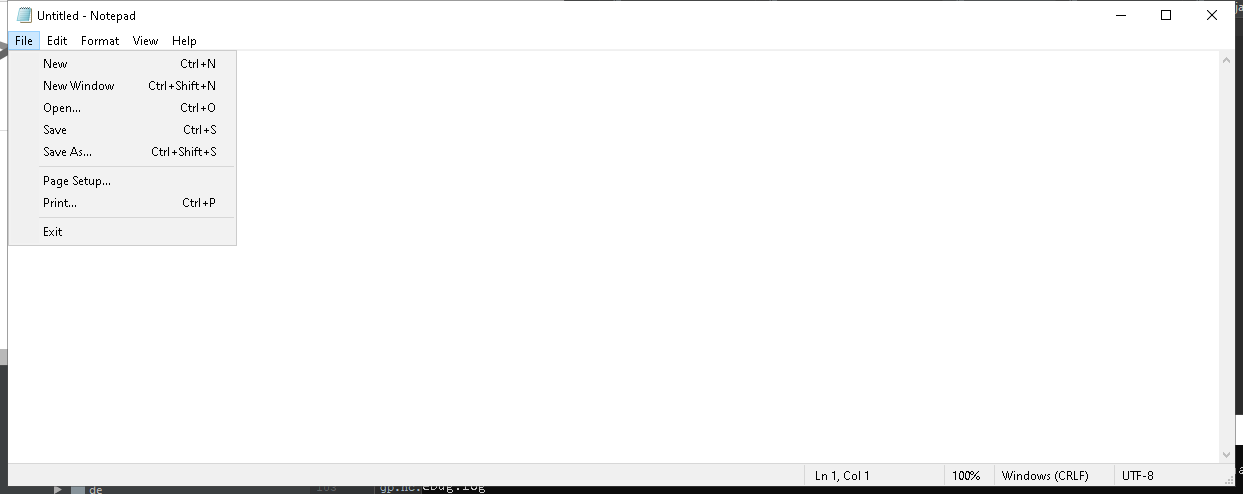 Untitled - Notepad
File Edit Format View Help
New Ctrl+N
New Window Ctrl+Shift+N
Open... Ctrl+O
Save Ctrl+S
Save As... Ctrl+Shift+S
Page Setup...
Print... Ctrl+P
Exit
Ln 1, Col 1 100% Windows (CRLF) UTF-8
de